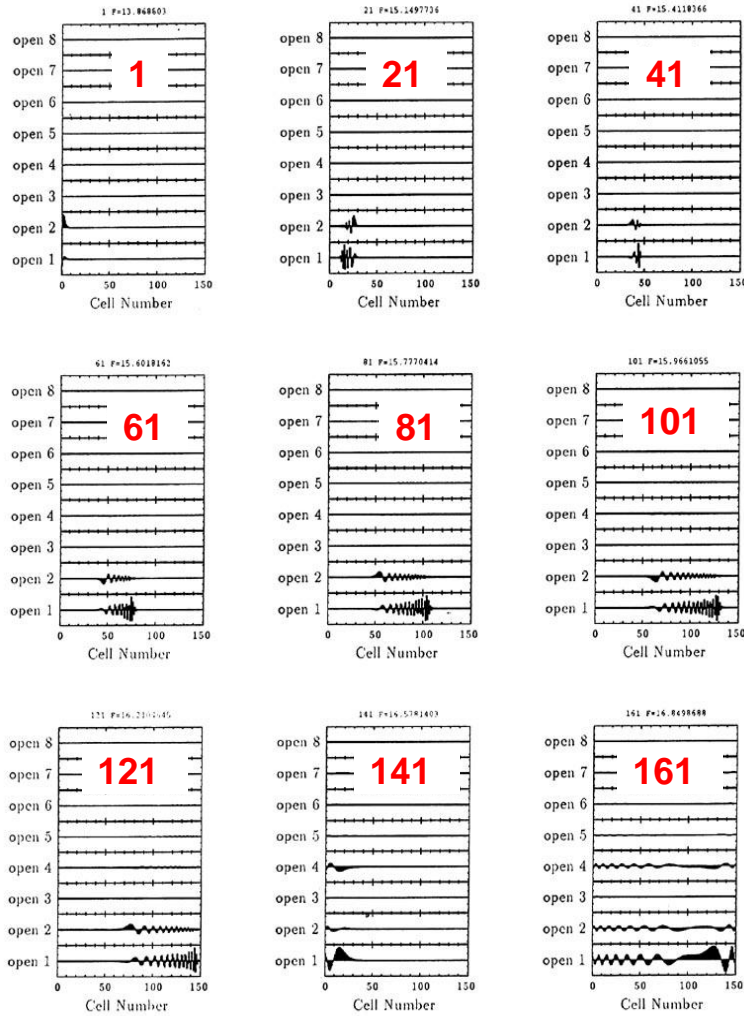 1 F=13.868603
open 8
open 7
open 6
open 5
open 4
open 3
open 2
open 1
0 50 100 150
Cell Number
1
21 F=15.1497736
open 8
open 7
open 6
open 5
open 4
open 3
open 2
open 1
0 50 100 150
Cell Number
21
41 F=15.4118366
open 8
open 7
open 6
open 5
open 4
open 3
open 2
open 1
0 50 100 150
Cell Number
41
61 F=15.6018162
open 8
open 7
open 6
open 5
open 4
open 3
open 2
open 1
0 50 100 150
Cell Number
61
81 F=15.7770414
open 8
open 7
open 6
open 5
open 4
open 3
open 2
open 1
0 50 100 150
Cell Number
81
101 F=15.9661055
open 8
open 7
open 6
open 5
open 4
open 3
open 2
open 1
0 50 100 150
Cell Number
101
121
open 8
open 7
open 6
open 5
open 4
open 3
open 2
open 1
0 50 100 150
Cell Number
121
141 F=16.5781403
open 8
open 7
open 6
open 5
open 4
open 3
open 2
open 1
0 50 100 150
Cell Number
141
161 F=16.8498688
open 8
open 7
open 6
open 5
open 4
open 3
open 2
open 1
0 50 100 150
Cell Number
161